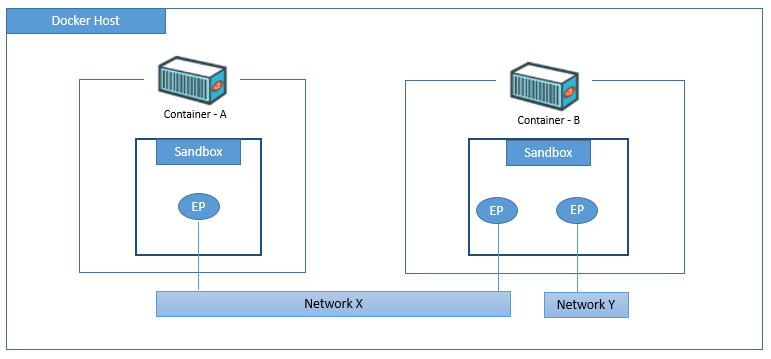 Docker Host
Container - A
Container - B
Sandbox
Sandbox
EP
EP
EP
Network X
Network Y